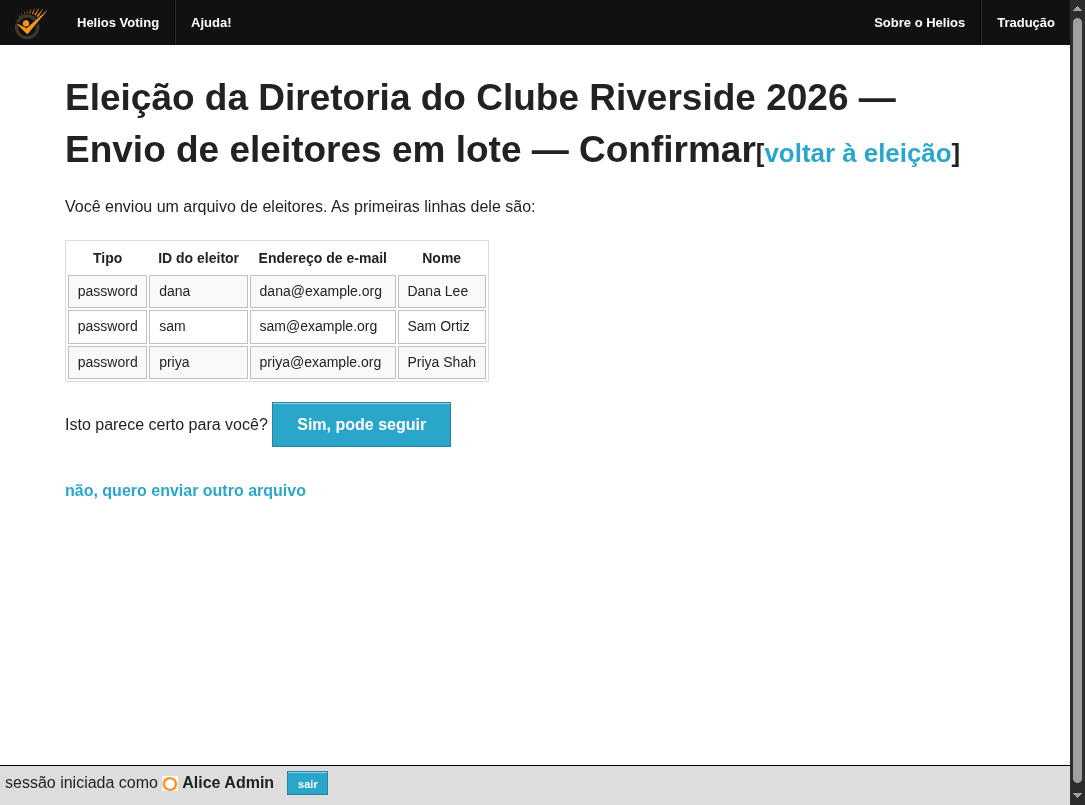 Helios Voting Ajuda! Sobre o Helios Tradução
Eleição da Diretoria do Clube Riverside 2026 —
Envio de eleitores em lote — Confirmar[voltar à eleição]
Você enviou um arquivo de eleitores. As primeiras linhas dele são:
Tipo ID do eleitor Endereço de e-mail Nome
password dana dana@example.org Dana Lee
password sam sam@example.org Sam Ortiz
password priya priya@example.org Priya Shah
Isto parece certo para você? Sim, pode seguir
não, quero enviar outro arquivo
sessão iniciada como Alice Admin sair